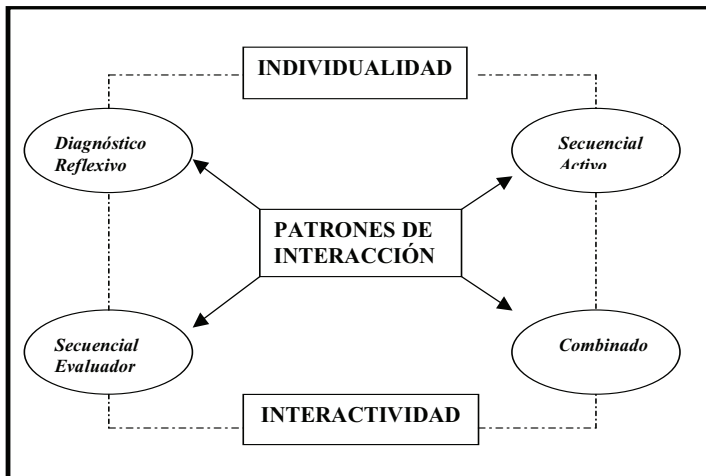 INDIVIDUALIDAD
Diagnóstico
Reflexivo
Secuencial
Activo
PATRONES DE
INTERACCIÓN
Secuencial
Evaluador
Combinado
INTERACTIVIDAD